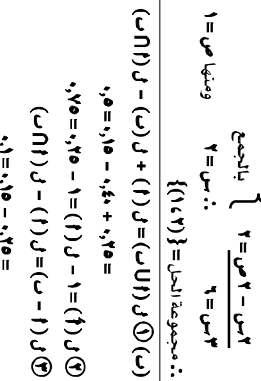 ٢س - ٢ص = ٢ } بالجمع
٣س = ٦ ∴ س = ٢ ومنها ص = ١
∴ مجموعة الحل = {(٢، ١)}
(ب) ① ل(أ∪ب) = ل(أ) + ل(ب) - ل(أ∩ب)
= ٠,٢٥ + ٠,٤٠ - ٠,١٥ = ٠,٥
② ل(أَ) = ١ - ل(أ) = ١ - ٠,٢٥ = ٠,٧٥
③ ل(أ - ب) = ل(أ) - ل(أ∩ب)
= ٠,٢٥ - ٠,١٥ = ٠,١